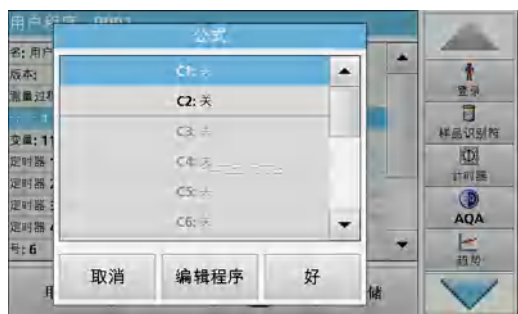 用户程序 9001
公式
名: 用户
版本:
测量过程
变量: 11
定时器
定时器
定时器
定时器
号: 6
C1: 关
C2: 关
C3: 关
C4: 关
C5: 关
C6: 关
取消
编辑程序
好
储
登录
样品识别符
计时器
AQA
趋势